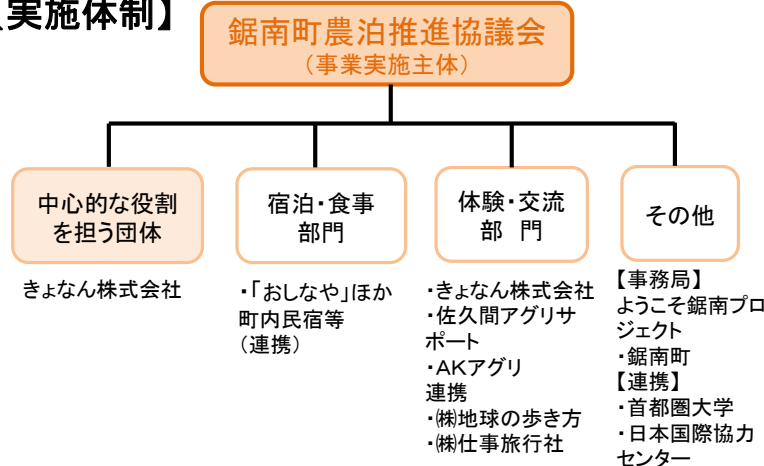 【実施体制】
鋸南町農泊推進協議会
（事業実施主体）
中心的な役割
を担う団体
きょなん株式会社
宿泊・食事
部門
・「おしなや」ほか
町内民宿等
（連携）
体験・交流
部　門
・きょなん株式会社
・佐久間アグリサ
ポート
・AKアグリ
連携
・㈱地球の歩き方
・㈱仕事旅行社
その他
【事務局】
ようこそ鋸南プロ
ジェクト
・鋸南町
【連携】
・首都圏大学
・日本国際協力
センター